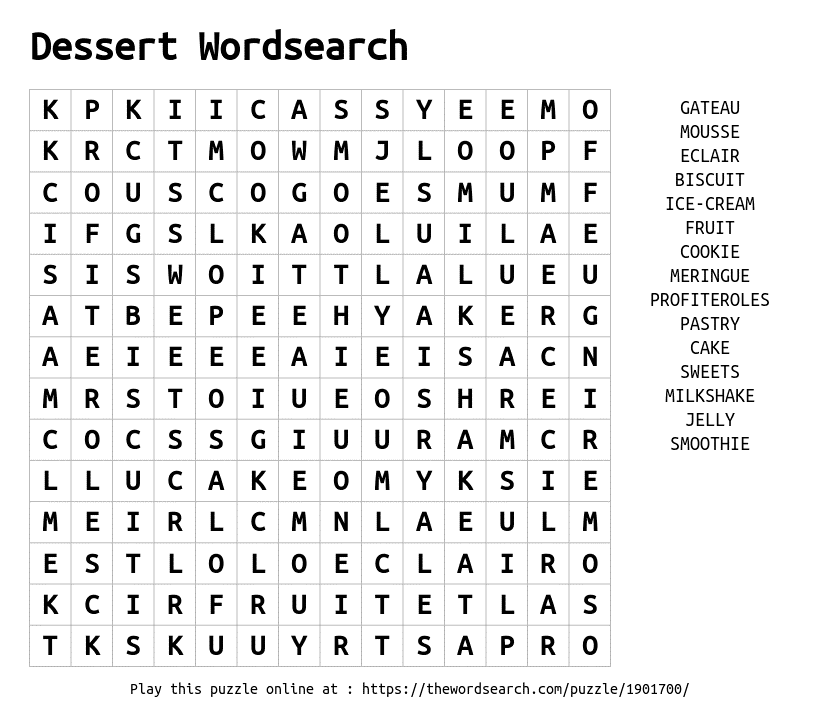 Dessert Wordsearch
K P K I I C A S S Y E E M O
K R C T M O W M J L O O P F
C O U S C O G O E S M U M F
I F G S L K A O L U I L A E
S I S W O I T T L A L U E U
A T B E P E E H Y A K E R G
A E I E E E A I E I S A C N
M R S T O I U E O S H R E I
C O C S S G I U U R A M C R
L L U C A K E O M Y K S I E
M E I R L C M N L A E U L M
E S T L O L O E C L A I R O
K C I R F R U I T E T L A S
T K S K U U Y R T S A P R O
GATEAU
MOUSSE
ECLAIR
BISCUIT
ICE-CREAM
FRUIT
COOKIE
MERINGUE
PROFITEROLES
PASTRY
CAKE
SWEETS
MILKSHAKE
JELLY
SMOOTHIE
Play this puzzle online at : https://thewordsearch.com/puzzle/1901700/